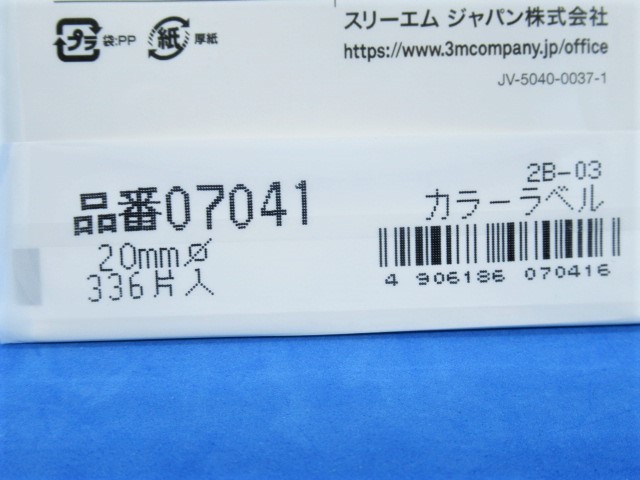 プラ 袋:PP 紙 厚紙
スリーエム ジャパン株式会社
https://www.3mcompany.jp/office
JV-5040-0037-1
品番07041
20mm⌀
336片入
2B-03
カラーラベル
4 906186 070416